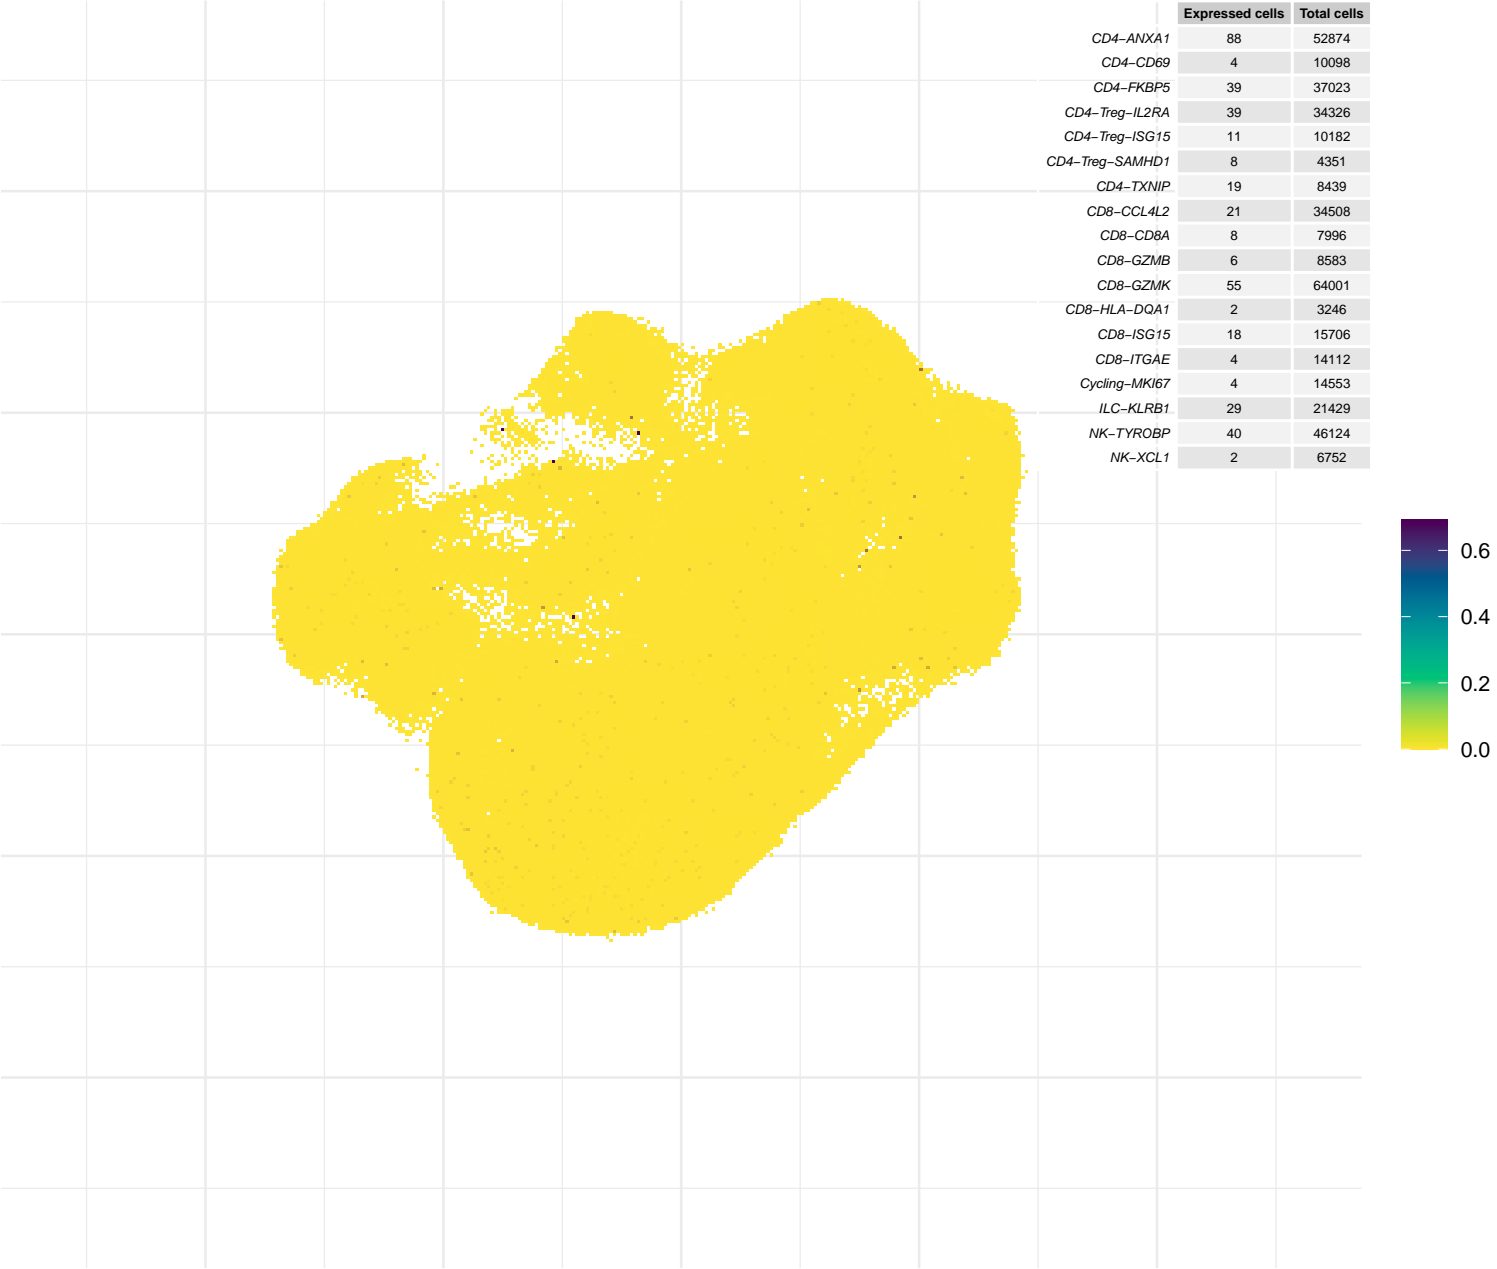 Expressed cells Total cells
CD4−ANXA1 88 52874
CD4−CD69 4 10098
CD4−FKBP5 39 37023
CD4−Treg−IL2RA 39 34326
CD4−Treg−ISG15 11 10182
CD4−Treg−SAMHD1 8 4351
CD4−TXNIP 19 8439
CD8−CCL4L2 21 34508
CD8−CD8A 8 7996
CD8−GZMB 6 8583
CD8−GZMK 55 64001
CD8−HLA−DQA1 2 3246
CD8−ISG15 18 15706
CD8−ITGAE 4 14112
Cycling−MKI67 4 14553
ILC−KLRB1 29 21429
NK−TYROBP 40 46124
NK−XCL1 2 6752
0.6
0.4
0.2
0.0